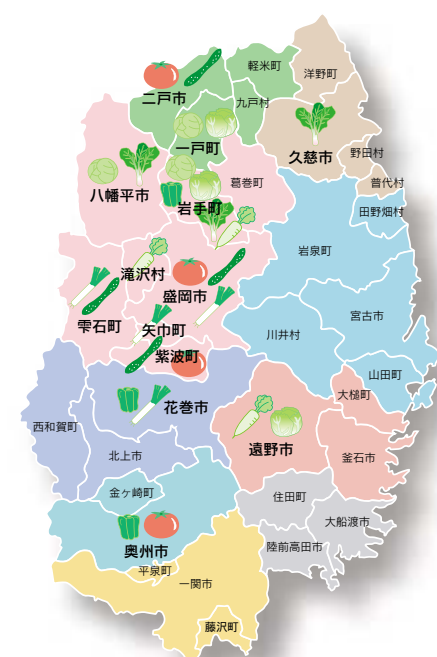 軽米町
洋野町
二戸市
九戸村
一戸町
久慈市
野田村
普代村
八幡平市
葛巻町
岩手町
田野畑村
岩泉町
滝沢村
盛岡市
宮古市
雫石町
矢巾町
川井村
紫波町
山田町
大槌町
花巻市
西和賀町
遠野市
北上市
釜石市
金ヶ崎町
住田町
大船渡市
奥州市
陸前高田市
平泉町
一関市
藤沢町